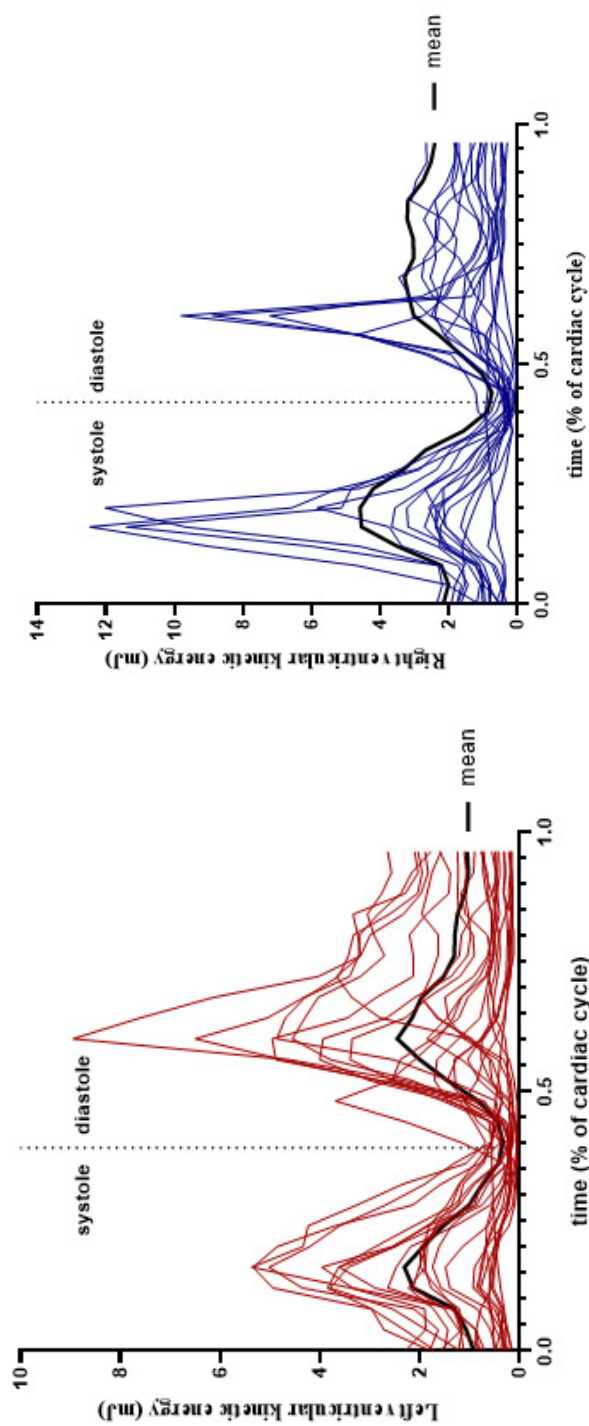 10
8
6
4
2
0
Left ventricular kinetic energy (mJ)
systole
diastole
0.0
0.5
1.0
time (% of cardiac cycle)
mean
14
12
10
8
6
4
2
0
Right ventricular kinetic energy (mJ)
systole
diastole
0.0
0.5
1.0
time (% of cardiac cycle)
mean